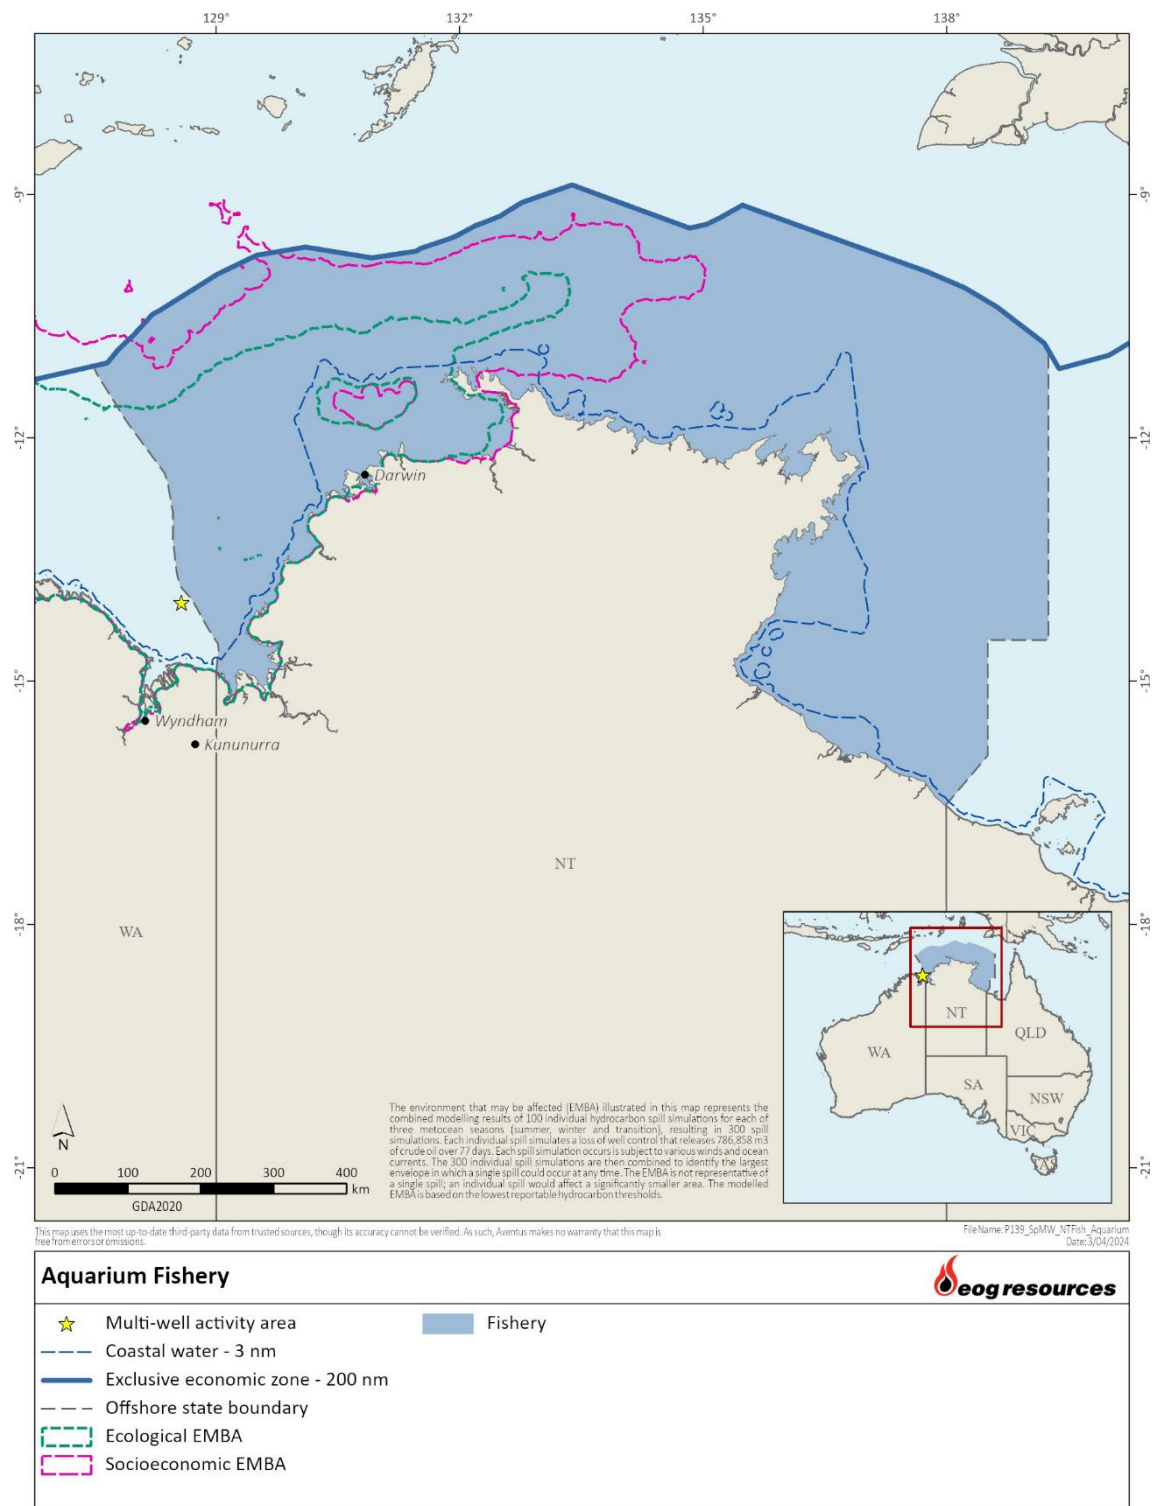 129°
132°
135°
138°
-9°
-9°
-12°
-12°
Darwin
-15°
-15°
Wyndham
Kununurra
NT
-18°
-18°
WA
NT
WA
QLD
SA
NSW
VIC
TAS
The environment that may be affected (EMBA) illustrated in this map represents the
combined modelling results of 100 individual hydrocarbon spill simulations for each of
three metocean seasons (summer, winter and transition), resulting in 300 spill
simulations. Each individual spill simulates a loss of well control that releases 786,858 m3
of crude oil over 77 days. Each spill simulation occurs is subject to various winds and ocean
currents. The 300 individual spill simulations are then combined to identify the largest
envelope in which a single spill could occur at any time. The EMBA is not representative of
a single spill; an individual spill would affect a significantly smaller area. The modelled
EMBA is based on the lowest reportable hydrocarbon thresholds.
N
-21°
-21°
0 100 200 300 400
km
GDA2020
This map uses the most up-to-date third-party data from trusted sources, though its accuracy cannot be verified. As such, Aventus makes no warranty that this map is
free from errors or omissions.
File Name: P139_SpMW_NTFish_Aquarium
Date: 3/04/2024
Aquarium Fishery
eog resources
Multi-well activity area
Fishery
Coastal water - 3 nm
Exclusive economic zone - 200 nm
Offshore state boundary
Ecological EMBA
Socioeconomic EMBA